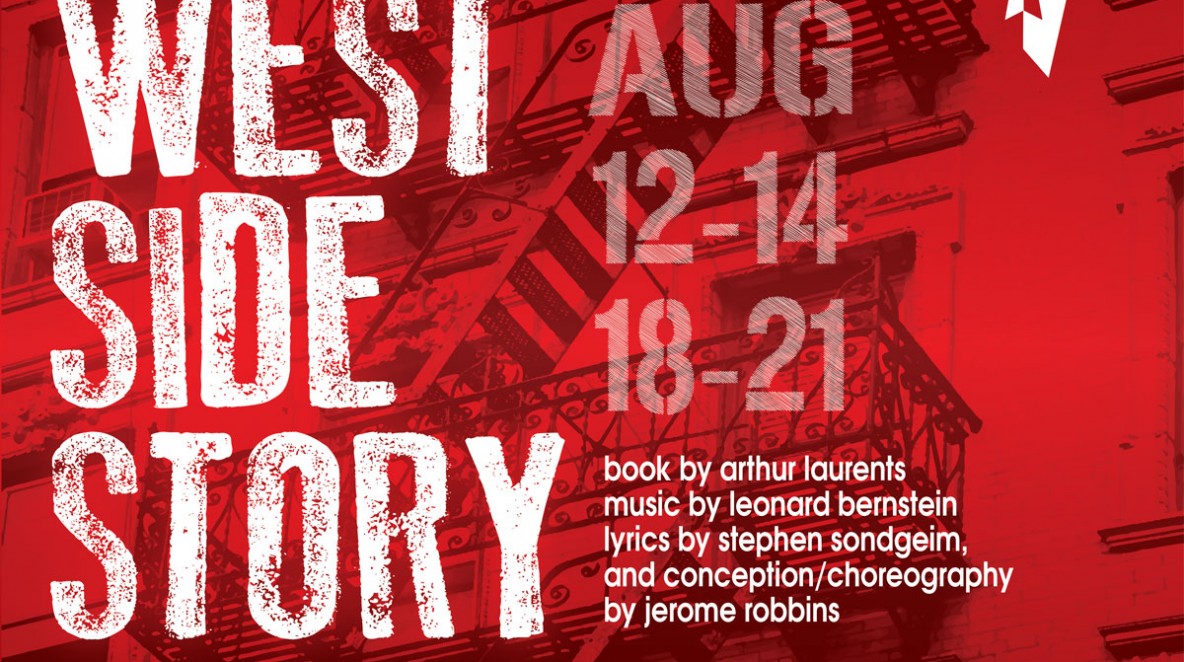 WEST
SIDE
STORY
AUG
12-14
18-21
book by arthur laurents
music by leonard bernstein
lyrics by stephen sondgeim,
and conception/choreography
by jerome robbins